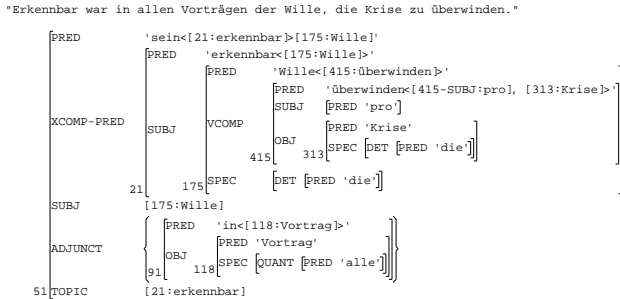 "Erkennbar war in allen Vorträgen der Wille, die Krise zu überwinden."
PRED 'sein<[21:erkennbar]>[175:Wille]'
PRED 'erkennbar<[175:Wille]>'
PRED 'Wille<[415:überwinden]>'
PRED 'überwinden<[415-SUBJ:pro], [313:Krise]>'
SUBJ [PRED 'pro']
XCOMP-PRED SUBJ VCOMP
PRED 'Krise'
OBJ
SPEC [DET [PRED 'die']]
415 313
SPEC [DET [PRED 'die']]
21 175
SUBJ [175:Wille]
PRED 'in<[118:Vortrag]>'
PRED 'Vortrag'
ADJUNCT OBJ
SPEC [QUANT [PRED 'alle']]
91 118
51 TOPIC [21:erkennbar]